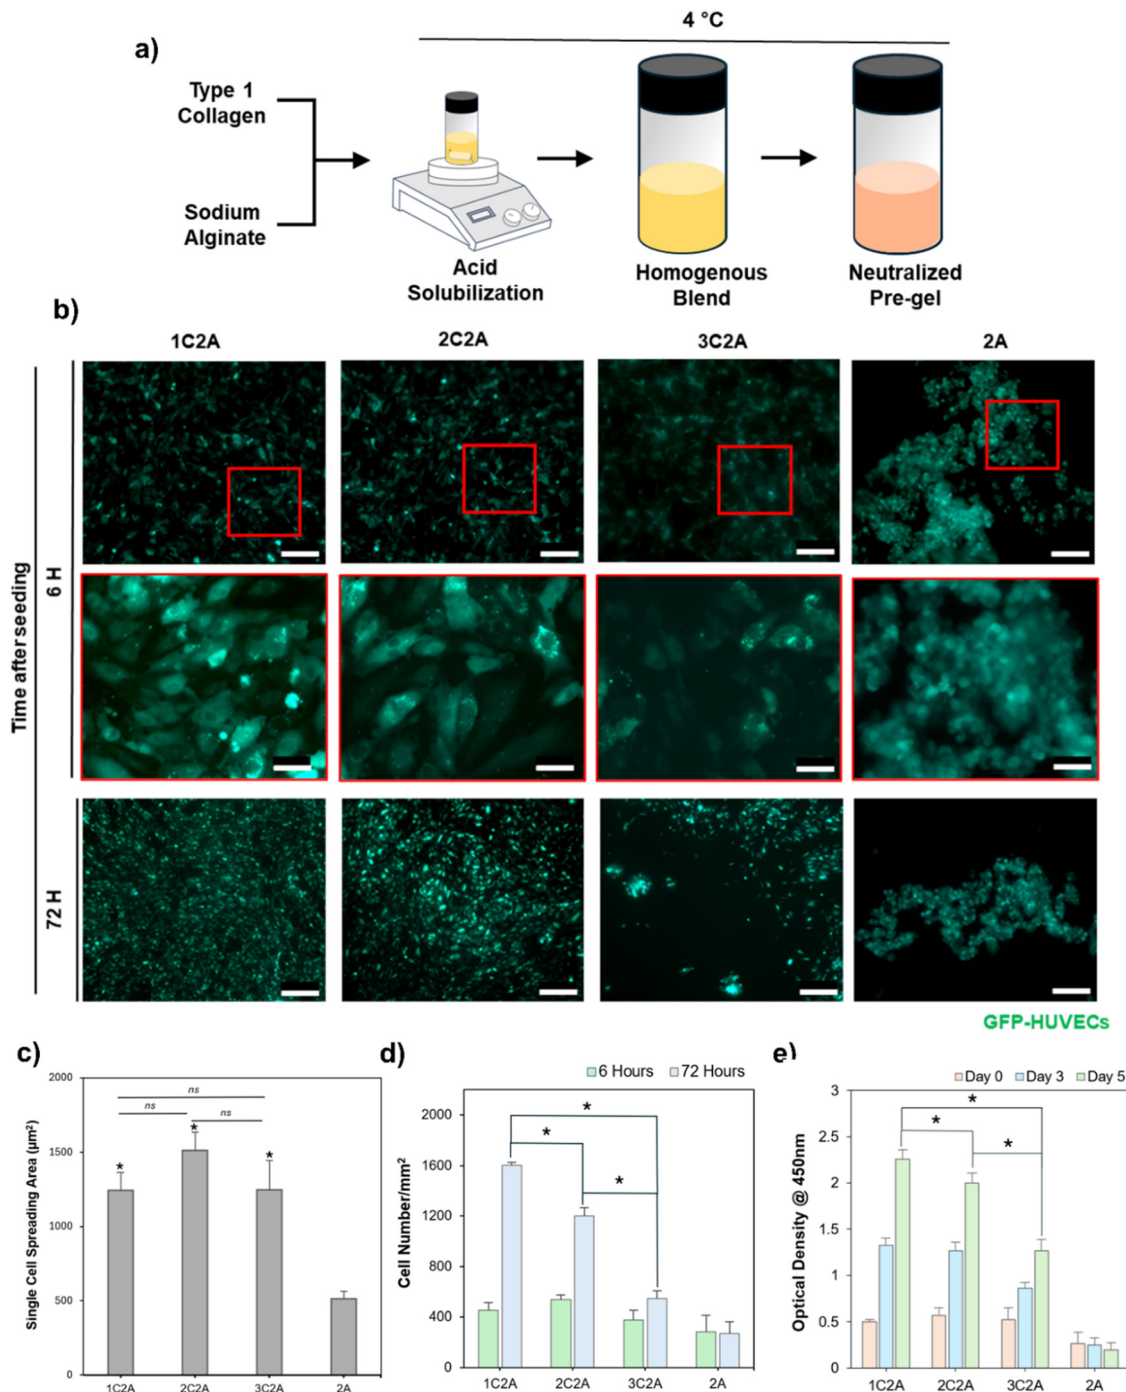 4 °C
a)
Type 1
Collagen
Sodium
Alginate
Acid
Solubilization
Homogenous
Blend
Neutralized
Pre-gel
b)
1C2A
2C2A
3C2A
2A
Time after seeding
6 H
72 H
GFP-HUVECs
c)
Single Cell Spreading Area (µm²)
2000
1500
1000
500
0
ns
ns
ns
*
*
*
1C2A
2C2A
3C2A
2A
d)
6 Hours
72 Hours
Cell Number/mm²
2000
1600
1200
800
400
0
*
*
*
1C2A
2C2A
3C2A
2A
e)
Day 0
Day 3
Day 5
Optical Density @ 450nm
3
2.5
2
1.5
1
0.5
0
*
*
*
1C2A
2C2A
3C2A
2A